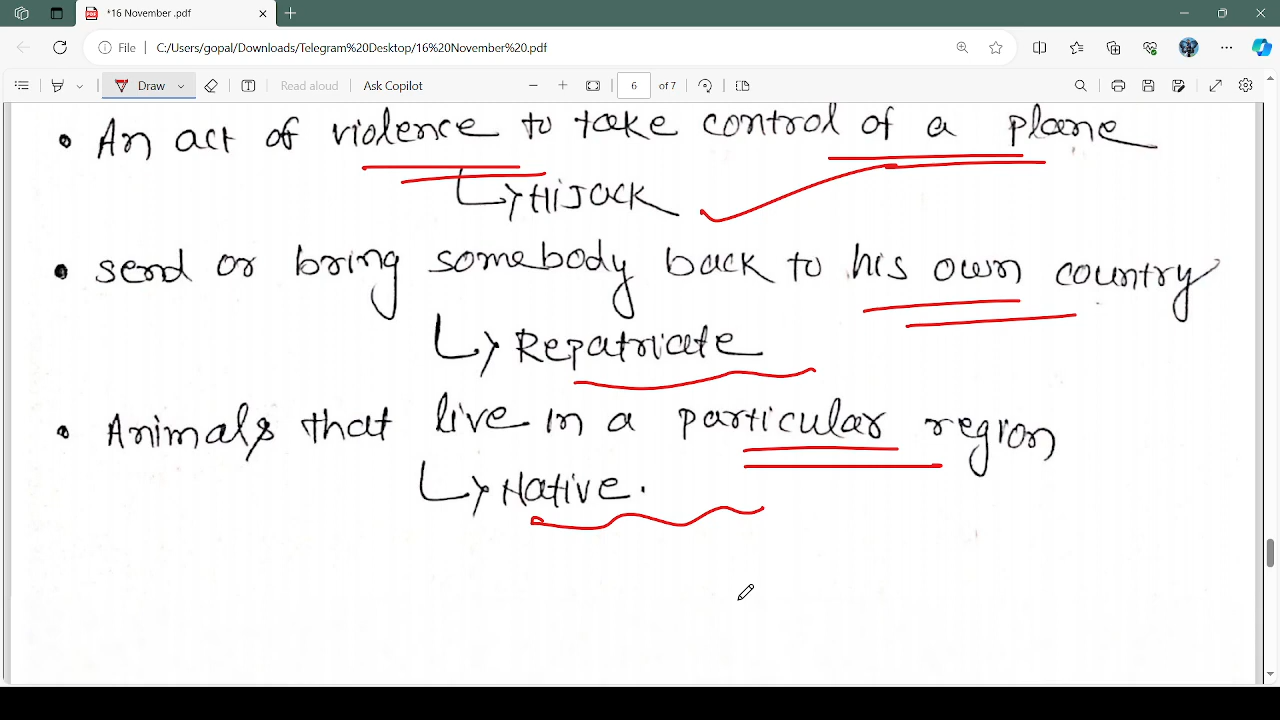 *16 November .pdf
File
C:/Users/gopal/Downloads/Telegram%20Desktop/16%20November%20.pdf
Draw
Read aloud
Ask Copilot
6 of 7
• An act of violence to take control of a plane
↳ HiJack
• send or bring somebody back to his own country
↳ Repatriate
• Animals that live in a particular region
↳ Native.